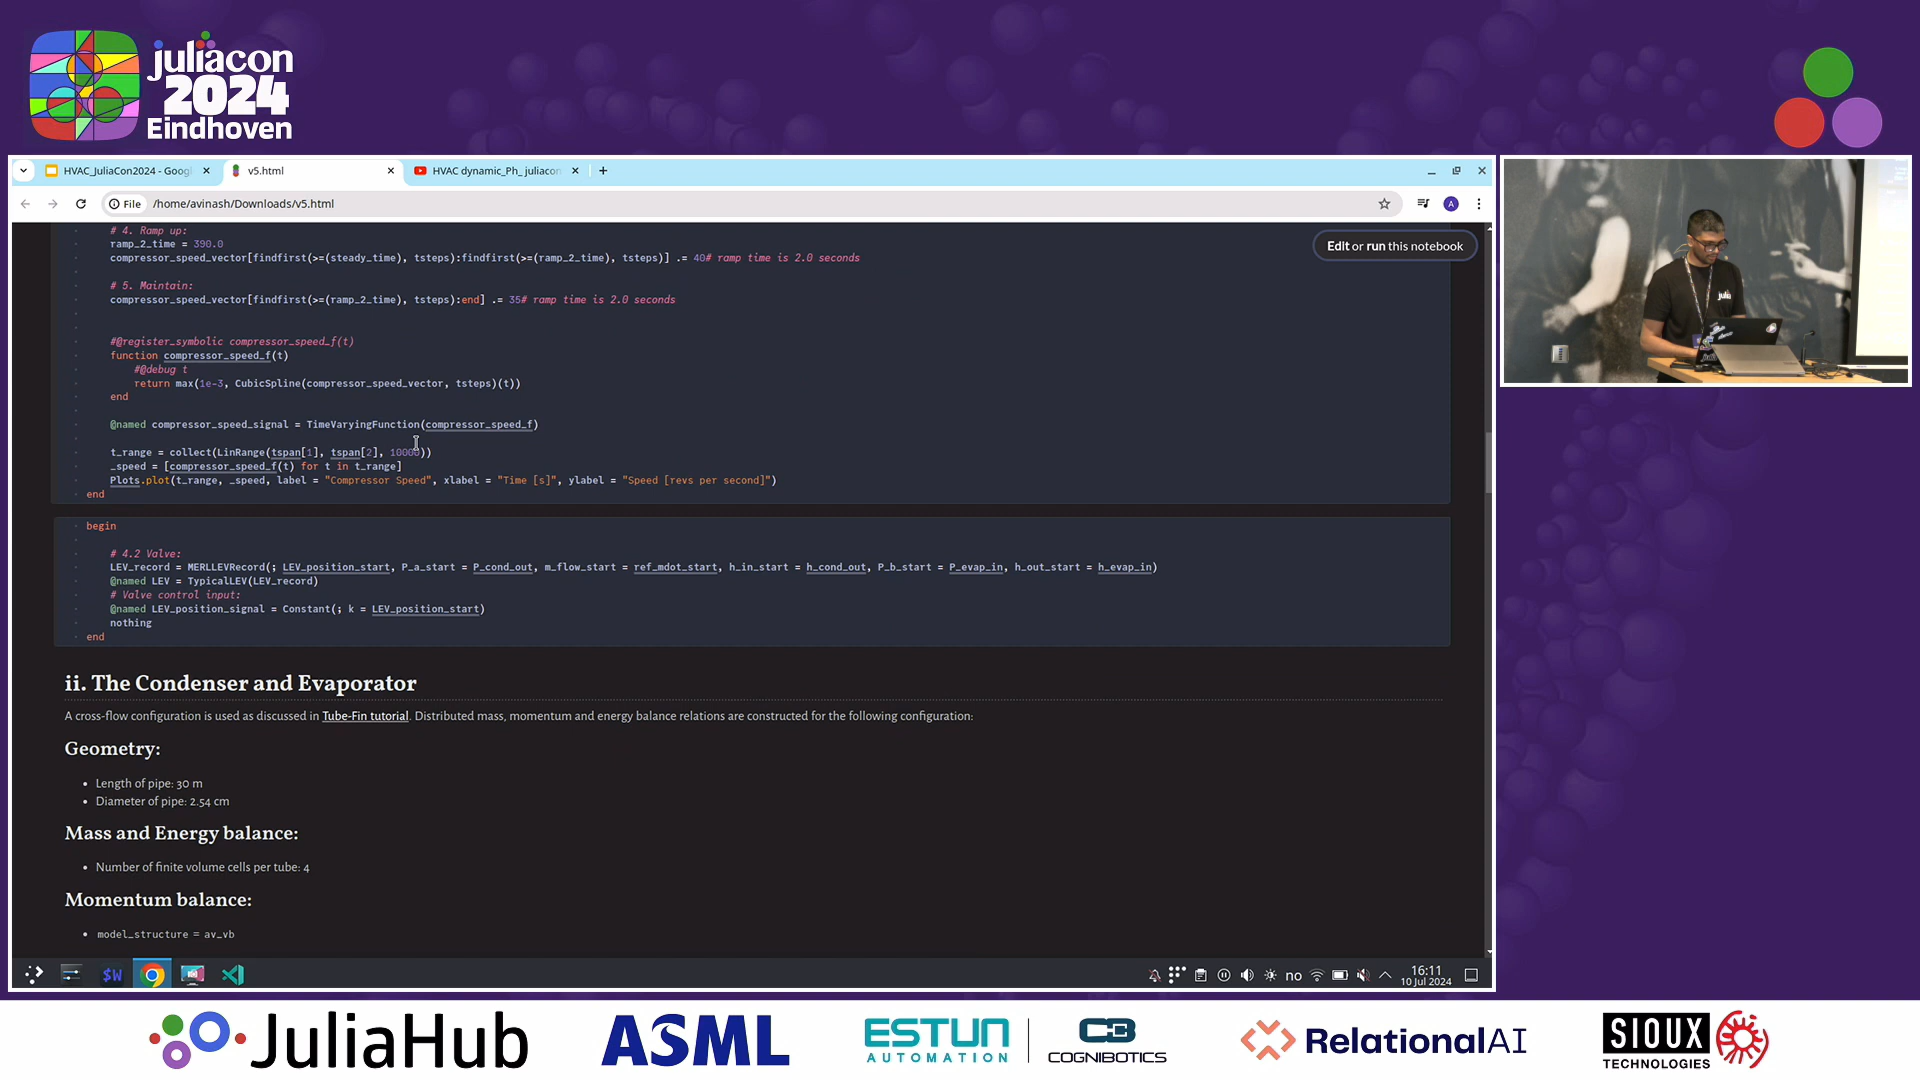 juliacon
2024
Eindhoven
HVAC_JuliaCon2024 - Goog
v5.html
HVAC dynamic_Ph_ juliacon
File
/home/avinash/Downloads/v5.html
A
Edit or run this notebook
# 4. Ramp up:
ramp_2_time = 390.0
compressor_speed_vector[findfirst(>=(steady_time), tsteps):findfirst(>=(ramp_2_time), tsteps)] .= 40# ramp time is 2.0 seconds
# 5. Maintain:
compressor_speed_vector[findfirst(>=(ramp_2_time), tsteps):end] .= 35# ramp time is 2.0 seconds
#@register_symbolic compressor_speed_f(t)
function compressor_speed_f(t)
#@debug t
return max(1e-3, CubicSpline(compressor_speed_vector, tsteps)(t))
end
@named compressor_speed_signal = TimeVaryingFunction(compressor_speed_f)
t_range = collect(LinRange(tspan[1], tspan[2], 10000))
_speed = [compressor_speed_f(t) for t in t_range]
Plots.plot(t_range, _speed, label = "Compressor Speed", xlabel = "Time [s]", ylabel = "Speed [revs per second]")
end
begin
# 4.2 Valve:
LEV_record = MERLLEVRecord(; LEV_position_start, P_a_start = P_cond_out, m_flow_start = ref_mdot_start, h_in_start = h_cond_out, P_b_start = P_evap_in, h_out_start = h_evap_in)
@named LEV = TypicalLEV(LEV_record)
# Valve control input:
@named LEV_position_signal = Constant(; k = LEV_position_start)
nothing
end
ii. The Condenser and Evaporator
A cross-flow configuration is used as discussed in Tube-Fin tutorial. Distributed mass, momentum and energy balance relations are constructed for the following configuration:
Geometry:
• Length of pipe: 30 m
• Diameter of pipe: 2.54 cm
Mass and Energy balance:
• Number of finite volume cells per tube: 4
Momentum balance:
• model_structure = av_vb
$W
no
16:11
10 Jul 2024
julia
JuliaHub
ASML
ESTUN
AUTOMATION
COGNIBOTICS
RelationalAI
SIOUX
TECHNOLOGIES